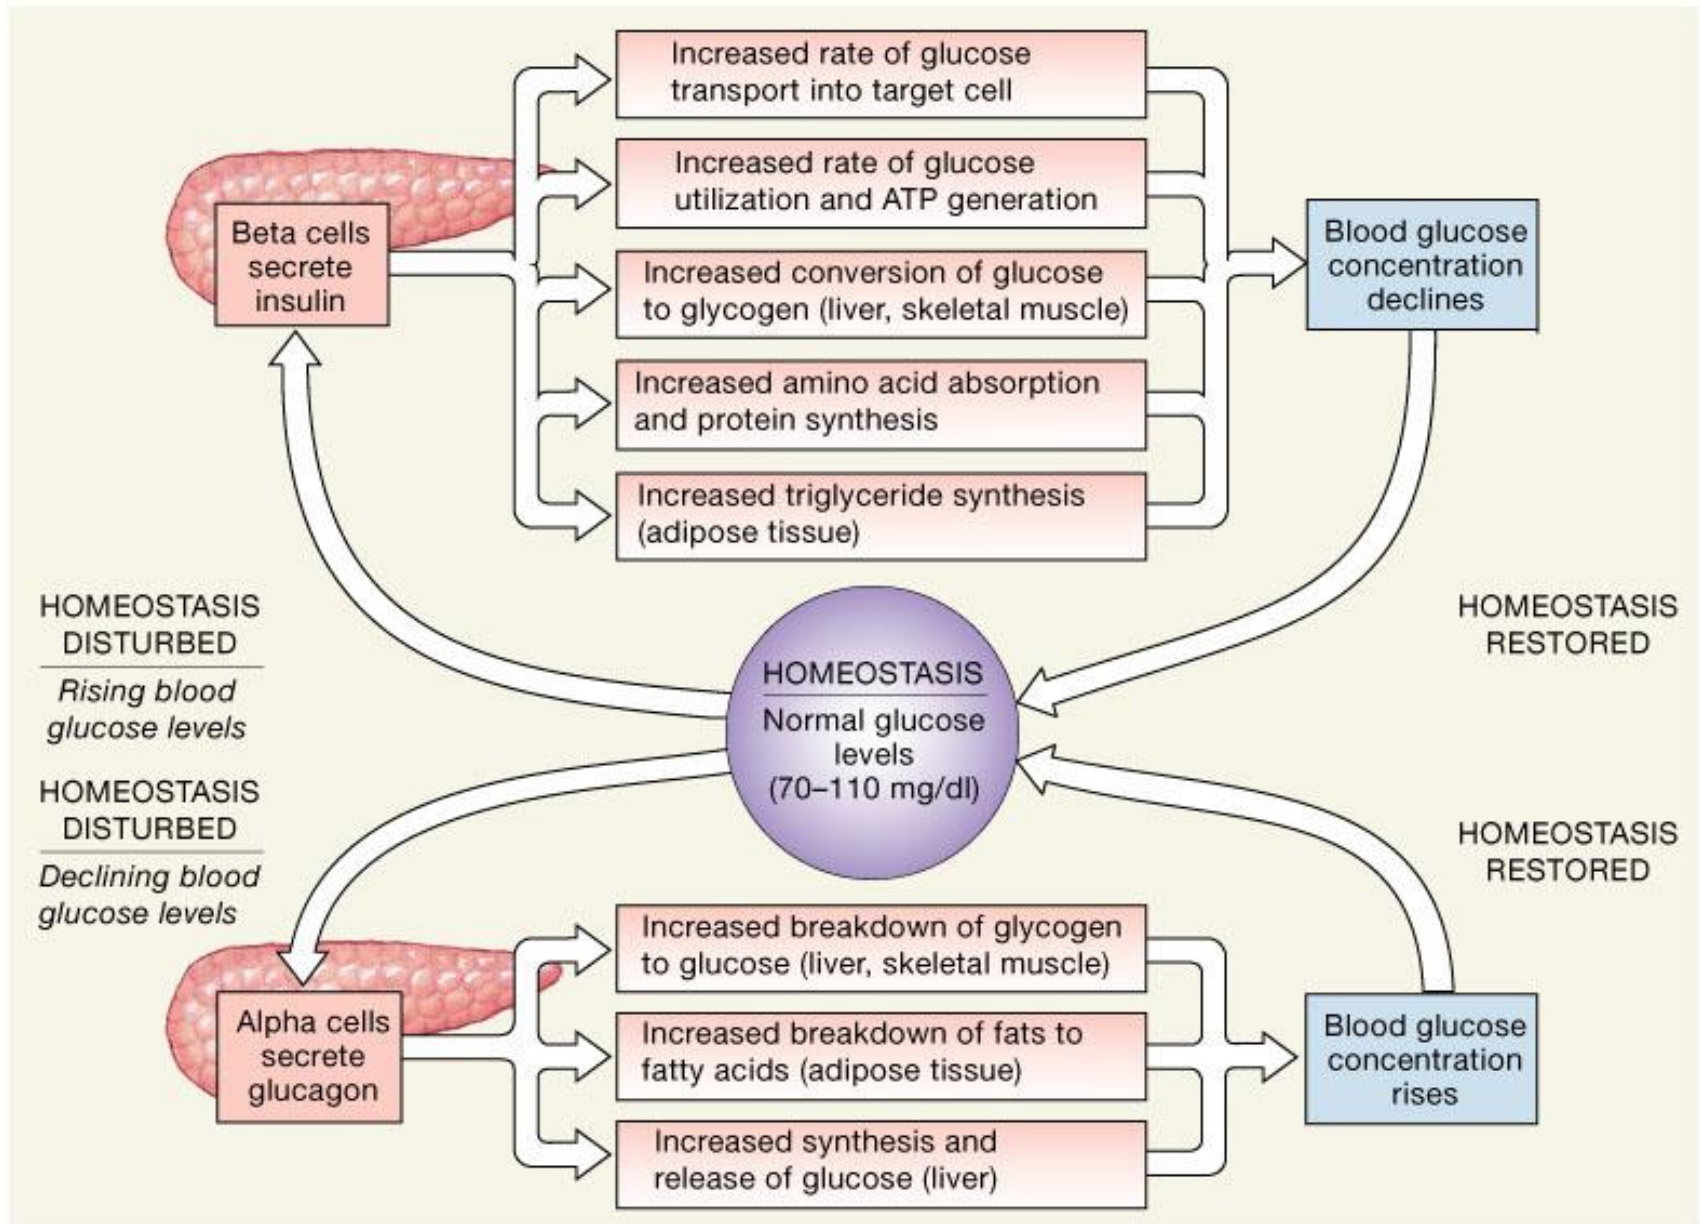 Increased rate of glucose
transport into target cell
Increased rate of glucose
utilization and ATP generation
Beta cells
secrete
insulin
Increased conversion of glucose
to glycogen (liver, skeletal muscle)
Blood glucose
concentration
declines
Increased amino acid absorption
and protein synthesis
Increased triglyceride synthesis
(adipose tissue)
HOMEOSTASIS
DISTURBED
Rising blood
glucose levels
HOMEOSTASIS
RESTORED
HOMEOSTASIS
Normal glucose
levels
(70–110 mg/dl)
HOMEOSTASIS
DISTURBED
Declining blood
glucose levels
HOMEOSTASIS
RESTORED
Increased breakdown of glycogen
to glucose (liver, skeletal muscle)
Alpha cells
secrete
glucagon
Increased breakdown of fats to
fatty acids (adipose tissue)
Blood glucose
concentration
rises
Increased synthesis and
release of glucose (liver)